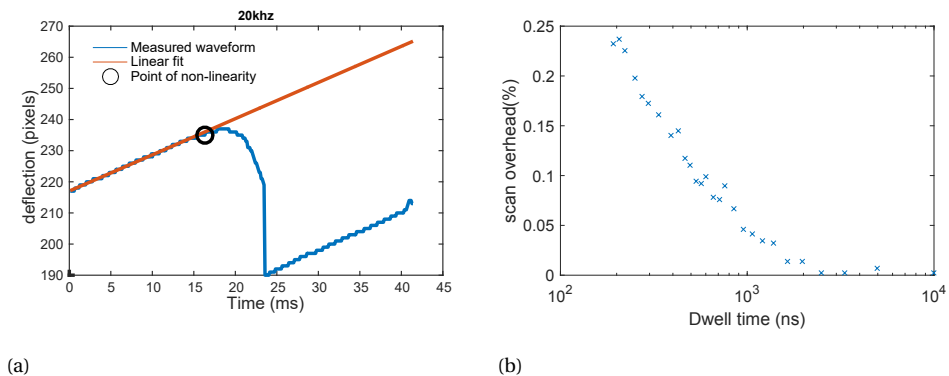 20khz
270
260
250
240
230
220
210
200
190
0 5 10 15 20 25 30 35 40 45
deflection (pixels)
Time (ms)
Measured waveform
Linear fit
Point of non-linearity
(a)
0.25
0.2
0.15
0.1
0.05
0
10^2 10^3 10^4
scan overhead(%)
Dwell time (ns)
(b)